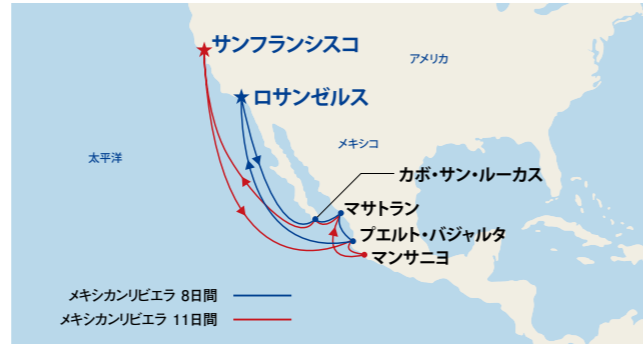 サンフランシスコ
アメリカ
ロサンゼルス
メキシコ
太平洋
カボ・サン・ルーカス
マサトラン
プエルト・バジャルタ
マンサニヨ
メキシカンリビエラ 8日間
メキシカンリビエラ 11日間